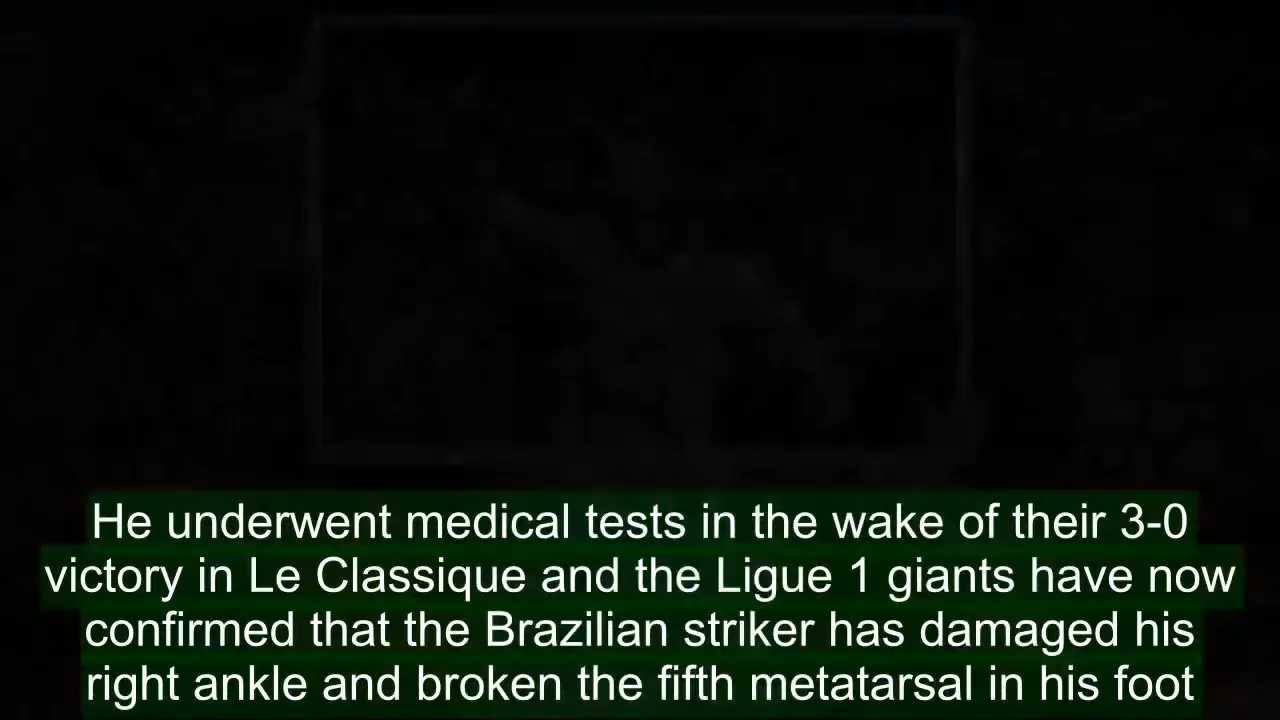 He underwent medical tests in the wake of their 3-0
victory in Le Classique and the Ligue 1 giants have now
confirmed that the Brazilian striker has damaged his
right ankle and broken the fifth metatarsal in his foot